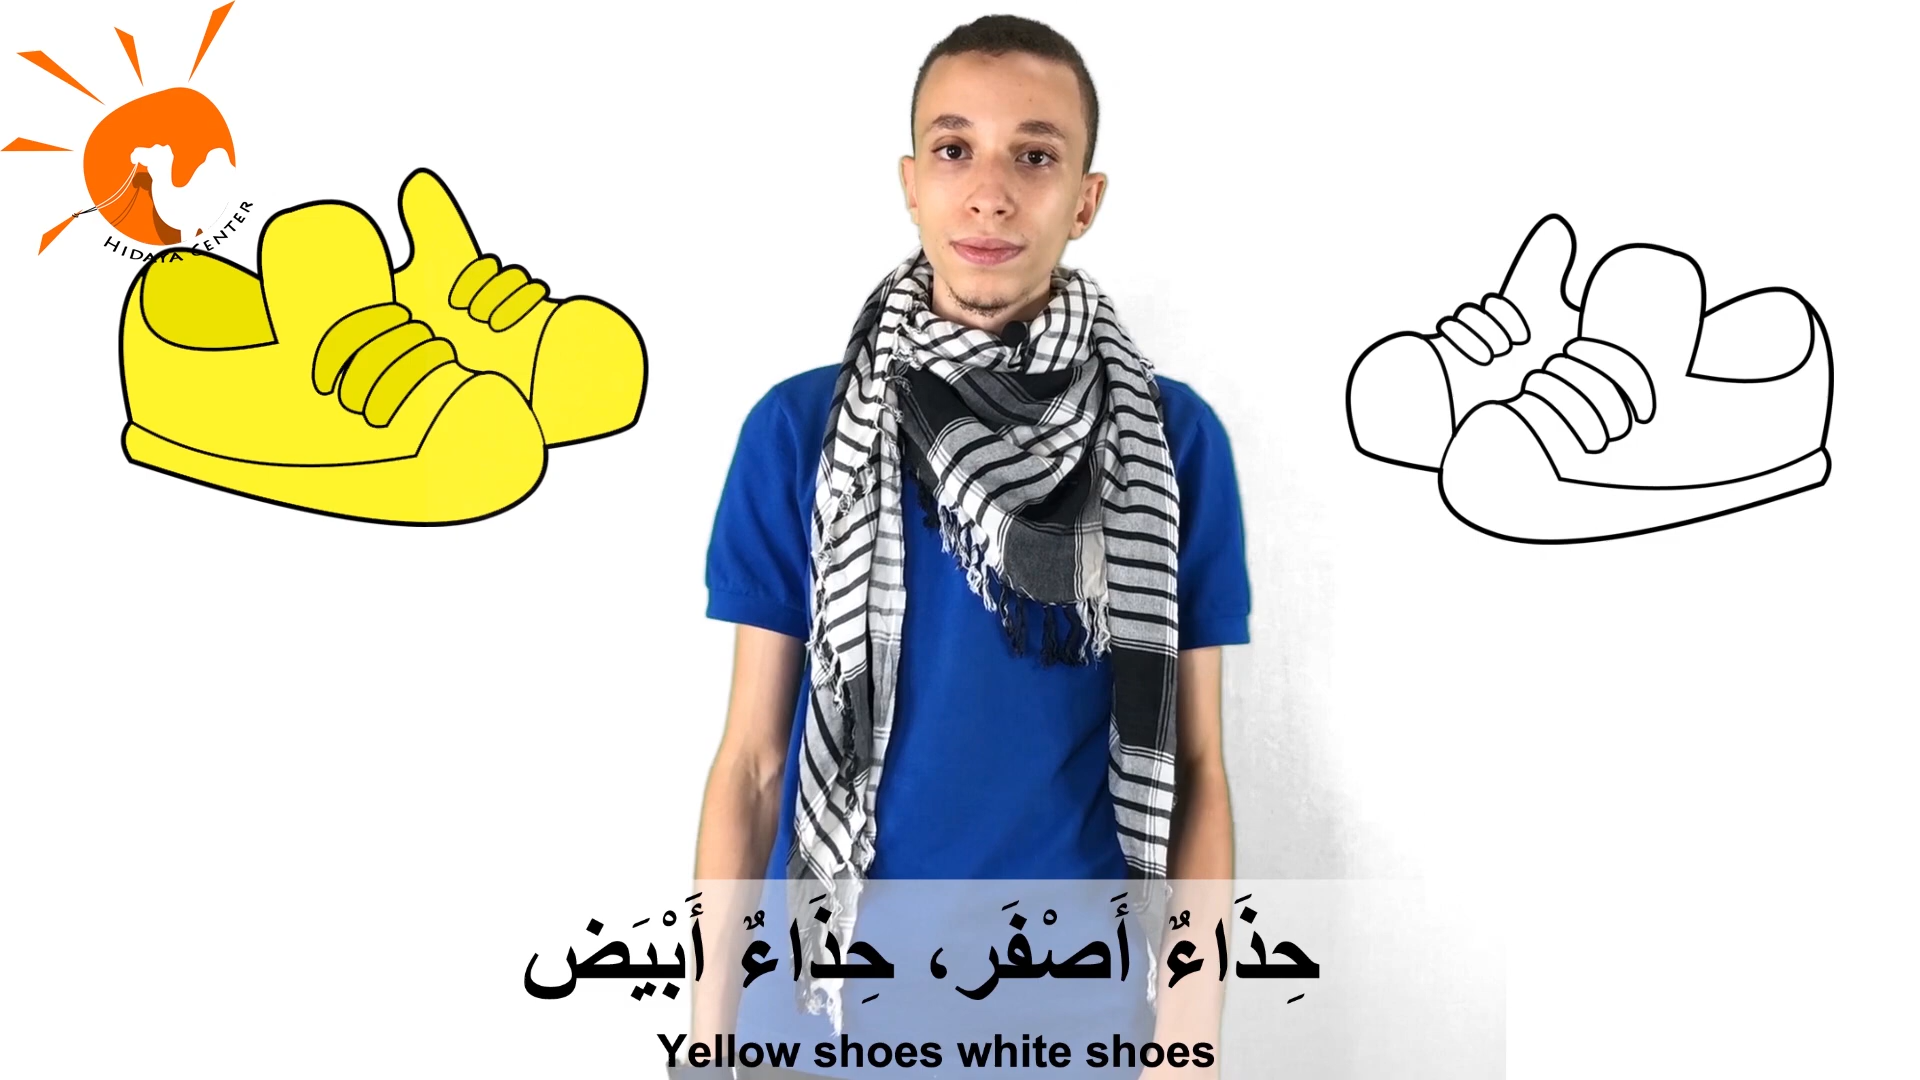 HIDAYA CENTER
حِذَاءٌ أَصْفَر، حِذَاءٌ أَبْيَض
Yellow shoes white shoes